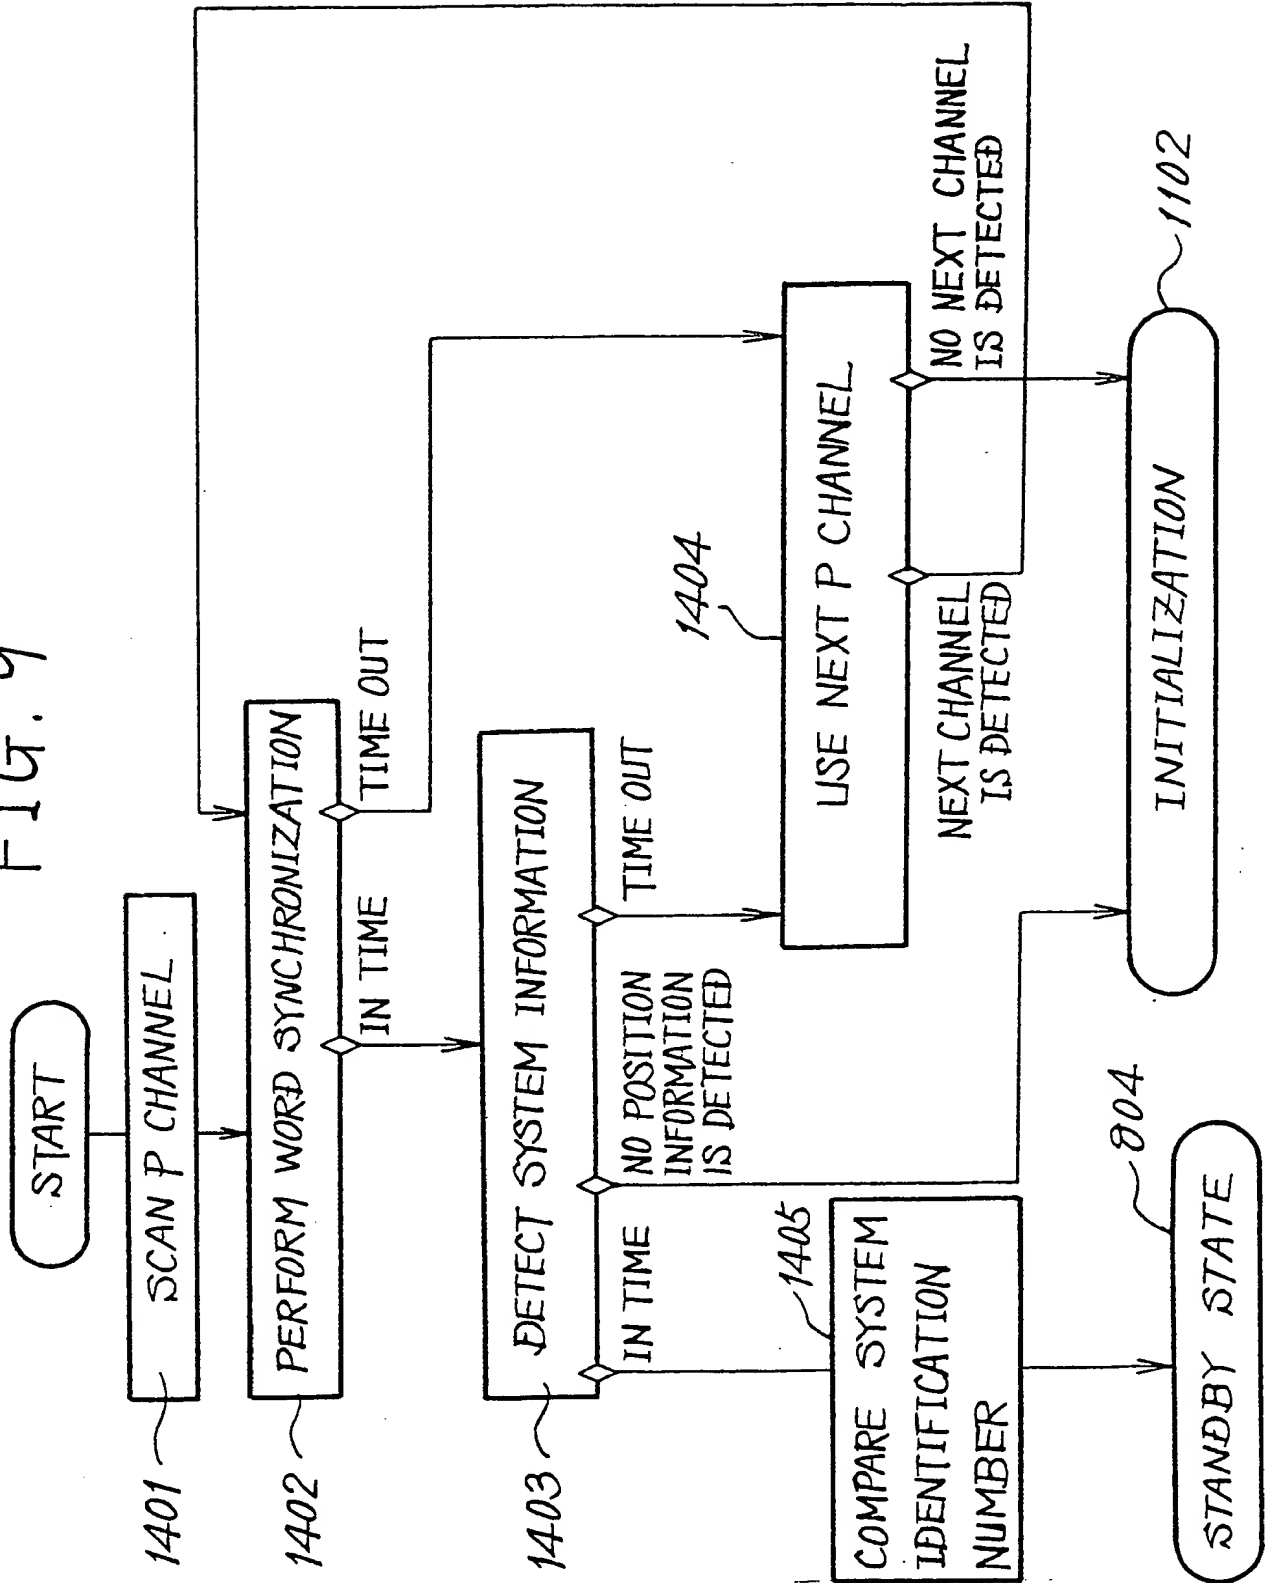 FIG. 9
START
1401
SCAN P CHANNEL
1402
PERFORM WORD SYNCHRONIZATION
IN TIME
TIME OUT
1403
DETECT SYSTEM INFORMATION
IN TIME
NO POSITION
INFORMATION
IS DETECTED
TIME OUT
1404
USE NEXT P CHANNEL
NEXT CHANNEL
IS DETECTED
NO NEXT CHANNEL
IS DETECTED
1405
COMPARE SYSTEM
IDENTIFICATION
NUMBER
804
STANDBY STATE
1102
INITIALIZATION